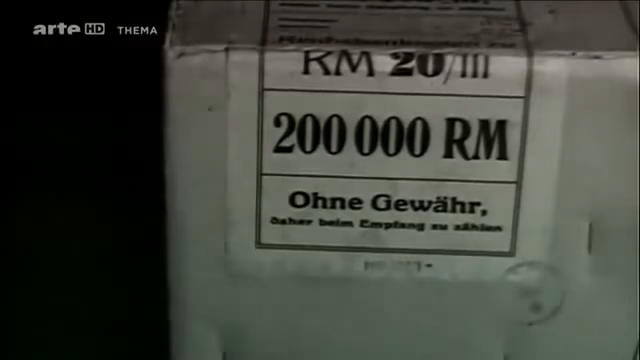 arte HD THEMA
RM 20/III
200 000 RM
Ohne Gewähr,
daher beim Empfang zu zählen